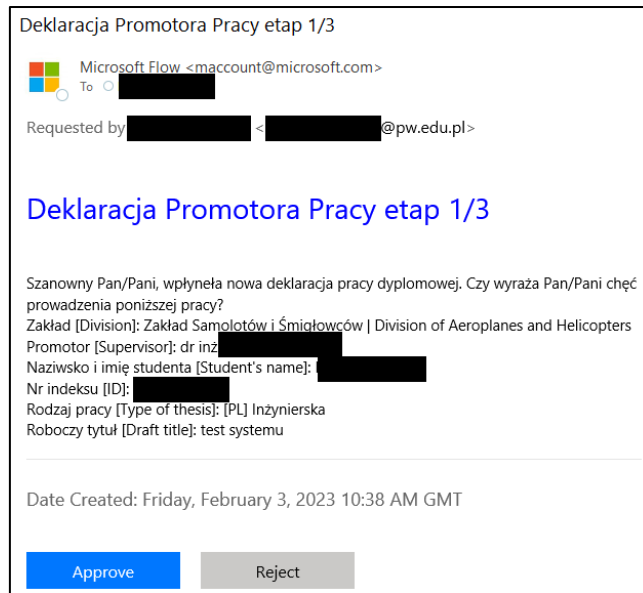 Deklaracja Promotora Pracy etap 1/3
Microsoft Flow <maccount@microsoft.com>
To
Requested by < @pw.edu.pl>
Deklaracja Promotora Pracy etap 1/3
Szanowny Pan/Pani, wpłyneła nowa deklaracja pracy dyplomowej. Czy wyraża Pan/Pani chęć
prowadzenia poniższej pracy?
Zakład [Division]: Zakład Samolotów i Śmigłowców | Division of Aeroplanes and Helicopters
Promotor [Supervisor]: dr inż
Naziwsko i imię studenta [Student's name]:
Nr indeksu [ID]:
Rodzaj pracy [Type of thesis]: [PL] Inżynierska
Roboczy tytuł [Draft title]: test systemu
Date Created: Friday, February 3, 2023 10:38 AM GMT
Approve
Reject